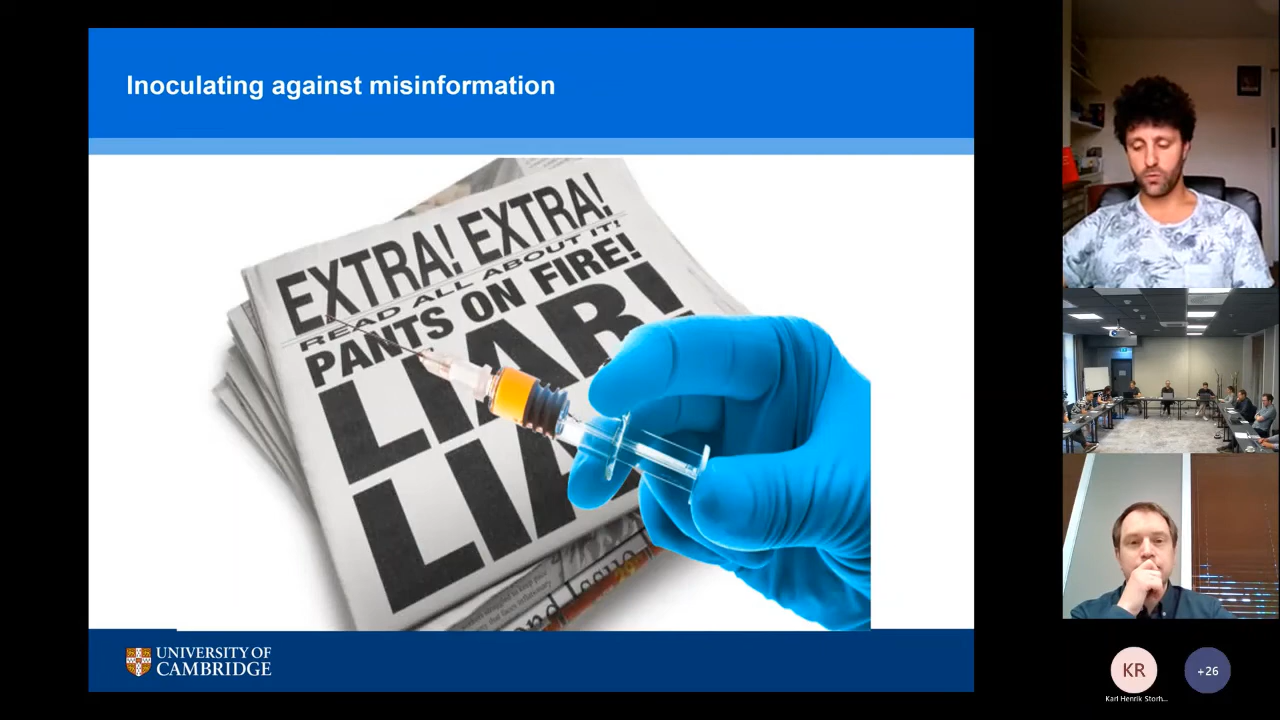 Inoculating against misinformation
EXTRA! EXTRA!
READ ALL ABOUT IT!
PANTS ON FIRE!
LIAR!
LIA
UNIVERSITY OF
CAMBRIDGE
KR
+26
Karl Henrik Storh...